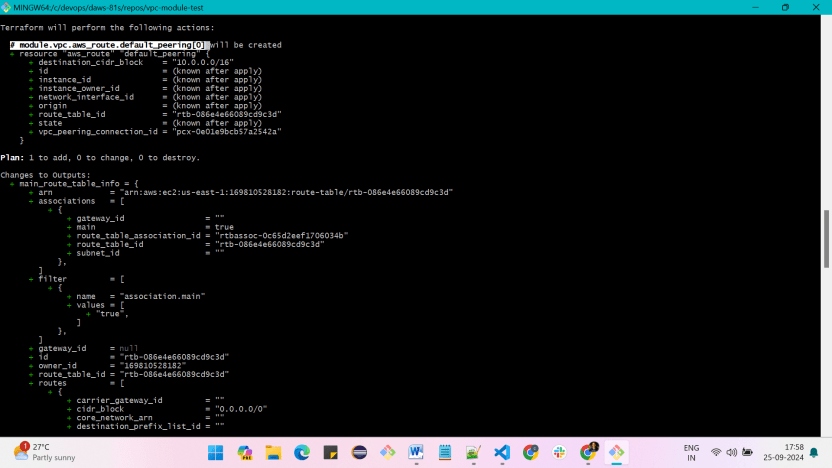 MINGW64:/c/devops/daws-81s/repos/vpc-module-test
Terraform will perform the following actions:
# module.vpc.aws_route.default_peering[0] will be created
+ resource "aws_route" "default_peering" {
+ destination_cidr_block = "10.0.0.0/16"
+ id = (known after apply)
+ instance_id = (known after apply)
+ instance_owner_id = (known after apply)
+ network_interface_id = (known after apply)
+ origin = (known after apply)
+ route_table_id = "rtb-086e4e66089cd9c3d"
+ state = (known after apply)
+ vpc_peering_connection_id = "pcx-0e01e9bcb57a2542a"
}
Plan: 1 to add, 0 to change, 0 to destroy.
Changes to Outputs:
+ main_route_table_info = {
+ arn = "arn:aws:ec2:us-east-1:169810528182:route-table/rtb-086e4e66089cd9c3d"
+ associations = [
+ {
+ gateway_id = ""
+ main = true
+ route_table_association_id = "rtbassoc-0c65d2eef1706034b"
+ route_table_id = "rtb-086e4e66089cd9c3d"
+ subnet_id = ""
},
]
+ filter = [
+ {
+ name = "association.main"
+ values = [
+ "true",
]
},
]
+ gateway_id = null
+ id = "rtb-086e4e66089cd9c3d"
+ owner_id = "169810528182"
+ route_table_id = "rtb-086e4e66089cd9c3d"
+ routes = [
+ {
+ carrier_gateway_id = ""
+ cidr_block = "0.0.0.0/0"
+ core_network_arn = ""
+ destination_prefix_list_id = ""
1
27°C
Partly sunny
PRE
ENG
IN
17:58
25-09-2024